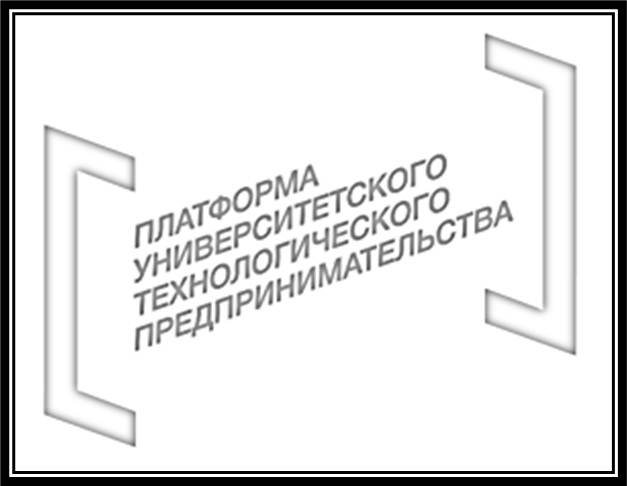 ПЛАТФОРМА
УНИВЕРСИТЕТСКОГО
ТЕХНОЛОГИЧЕСКОГО
ПРЕДПРИНИМАТЕЛЬСТВА